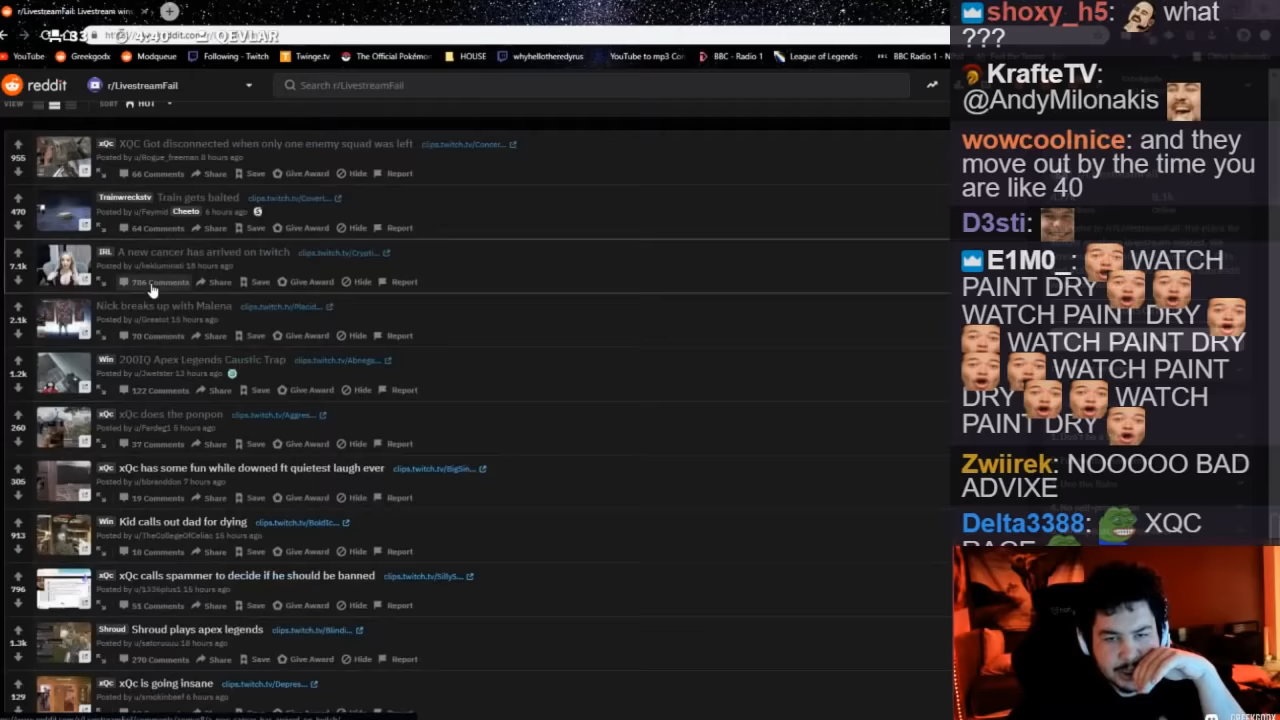 r/LivestreamFail: Livestream win
4:40
QEVLAR
YouTube
Greekgodx
Modqueue
Following - Twitch
Twinge.tv
The Official Pokémo
HOUSE
whyhellotheredyrus
YouTube to mp3 Con
BBC - Radio 1
League of Legends
BBC Radio 1 - N
reddit
r/LivestreamFail
Search r/LivestreamFail
VIEW
SORT
HOT
955
xQc
XQC Got disconnected when only one enemy squad was left
clips.twitch.tv/Concer...
Posted by u/Rogue_freeman 8 hours ago
66 Comments Share Save Give Award Hide Report
470
Trainwreckstv
Train gets baited
clips.twitch.tv/Covert...
Posted by u/Feymid Cheeto 6 hours ago
64 Comments Share Save Give Award Hide Report
7.1k
IRL
A new cancer has arrived on twitch
clips.twitch.tv/Crypti...
Posted by u/kekluminati 18 hours ago
786 Comments Share Save Give Award Hide Report
2.1k
Nick breaks up with Malena
clips.twitch.tv/Placid...
70 Comments Share Save Give Award Hide Report
1.2k
Win
200IQ Apex Legends Caustic Trap
clips.twitch.tv/Abnega...
Posted by u/Jwetster 13 hours ago
122 Comments Share Save Give Award Hide Report
260
xQc
xQc does the ponpon
clips.twitch.tv/Aggres...
Posted by u/Ferdeg1 5 hours ago
37 Comments Share Save Give Award Hide Report
305
xQc
xQc has some fun while downed ft quietest laugh ever
clips.twitch.tv/BigSin...
Posted by u/bbranddon 7 hours ago
19 Comments Share Save Give Award Hide Report
913
Win
Kid calls out dad for dying
clips.twitch.tv/BoldIc...
Posted by u/TheCollegeOfCeliac 16 hours ago
18 Comments Share Save Give Award Hide Report
796
xQc
xQc calls spammer to decide if he should be banned
clips.twitch.tv/SillyS...
Posted by u/1336plus1 15 hours ago
51 Comments Share Save Give Award Hide Report
1.3k
Shroud
Shroud plays apex legends
clips.twitch.tv/Blindi...
Posted by u/satoruuuu 18 hours ago
270 Comments Share Save Give Award Hide Report
129
xQc
xQc is going insane
clips.twitch.tv/Depres...
Posted by u/smokinbeef 6 hours ago
shoxy_h5: what
???
KrafteTV:
@AndyMilonakis
wowcoolnice: and they
move out by the time you
are like 40
D3sti:
E1M0_: WATCH
PAINT DRY
WATCH PAINT DRY
WATCH PAINT DRY
WATCH PAINT
DRY WATCH
PAINT DRY
Zwiirek: NOOOOO BAD
ADVIXE
Delta3388: XQC
RAGE
GREEKGODX